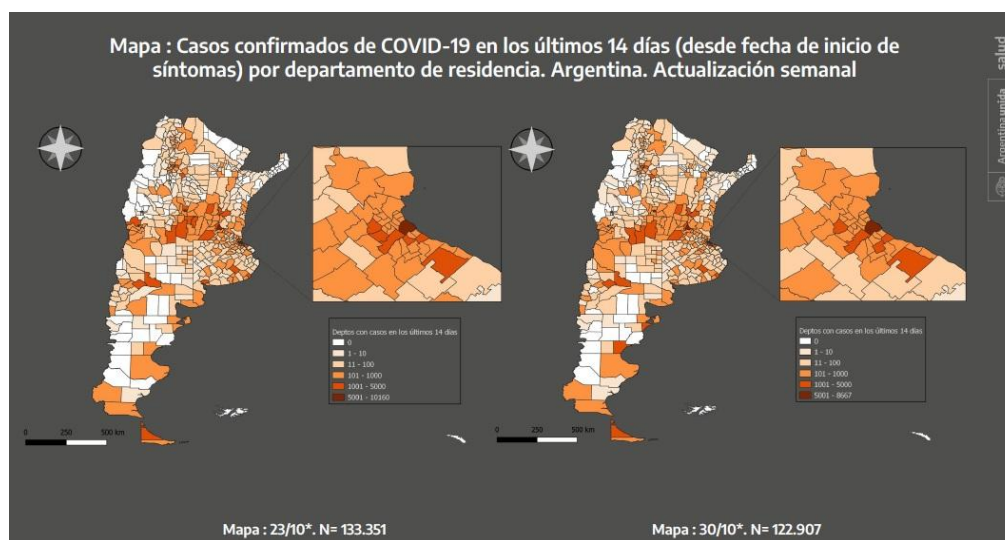 Mapa : Casos confirmados de COVID-19 en los últimos 14 días (desde fecha de inicio de
síntomas) por departamento de residencia. Argentina. Actualización semanal
salud
Argentina unida
Deptos con casos en los últimos 14 días
0
1 - 10
11 - 100
101 - 1000
1001 - 5000
5001 - 10160
0 250 500 km
Mapa : 23/10*. N= 133.351
Deptos con casos en los últimos 14 días
0
1 - 10
11 - 100
101 - 1000
1001 - 5000
5001 - 8667
0 250 500 km
Mapa : 30/10*. N= 122.907